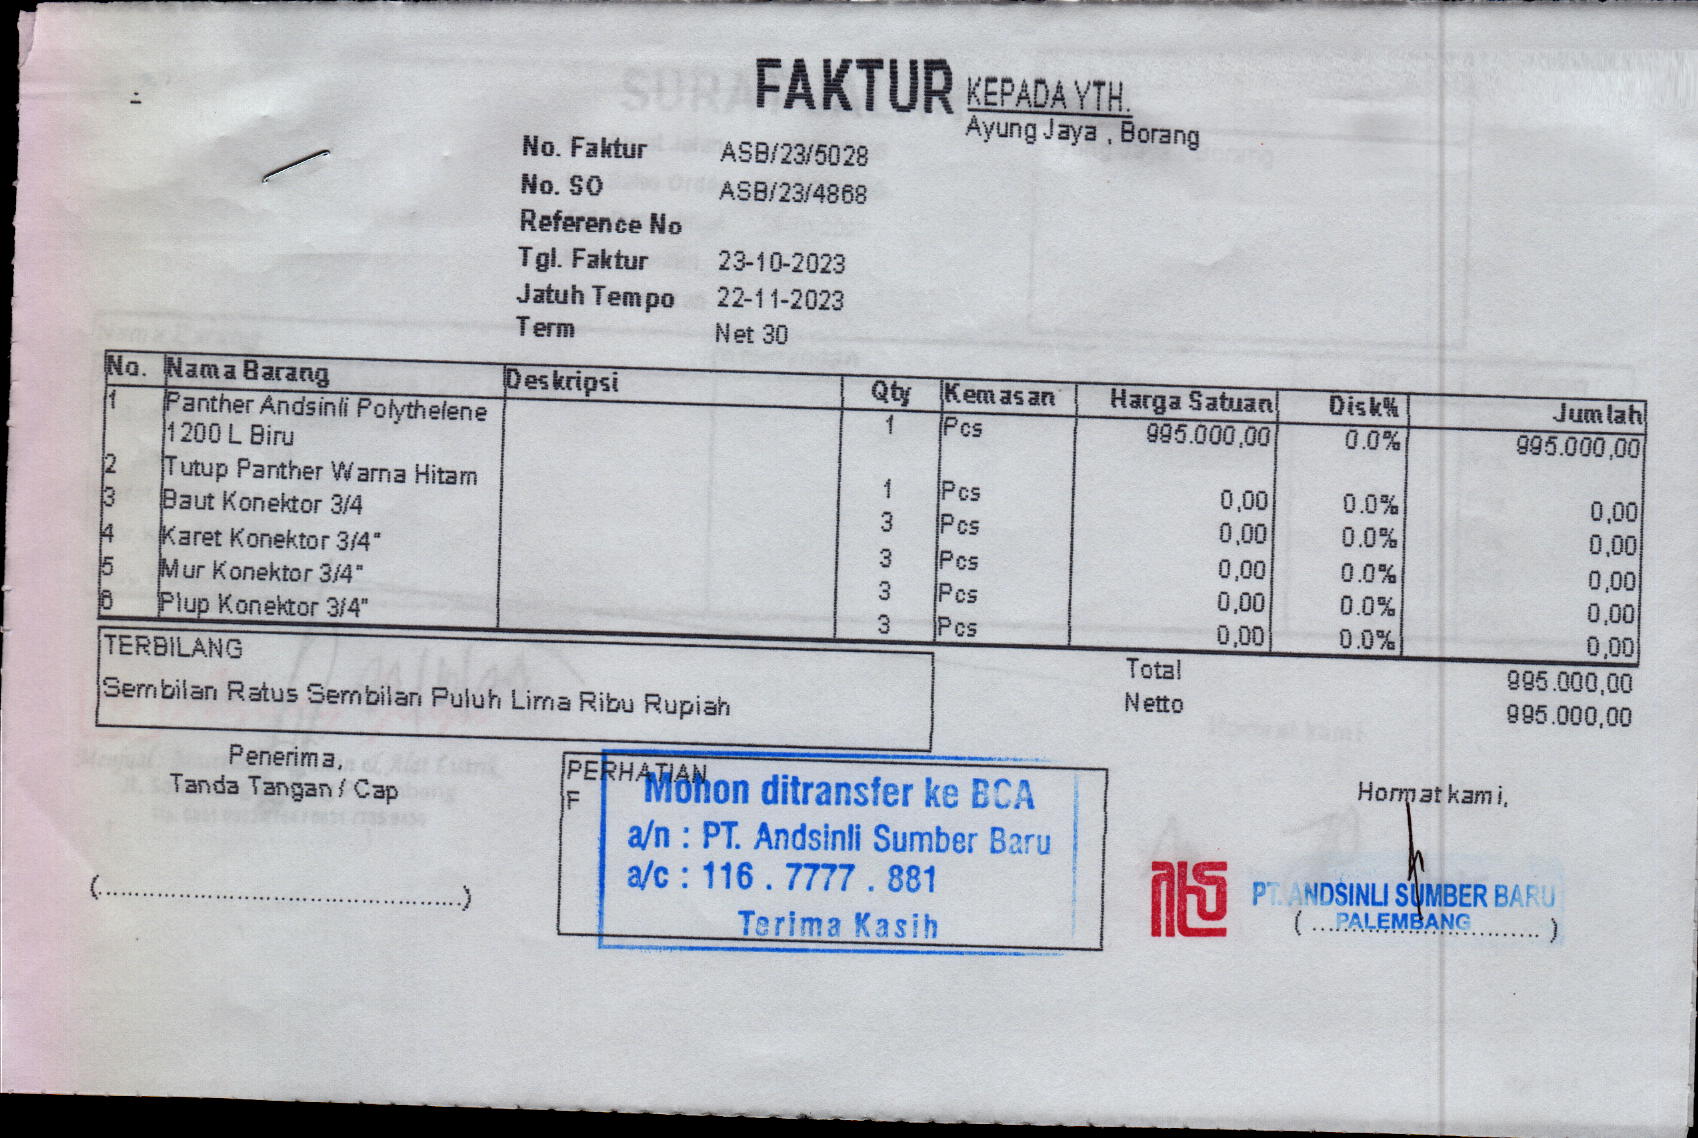 FAKTUR
KEPADA YTH.
Ayung Jaya , Borang
No. Faktur ASB/23/5028
No. SO ASB/23/4868
Reference No
Tgl. Faktur 23-10-2023
Jatuh Tempo 22-11-2023
Term Net 30
No. Nama Barang Deskripsi Qty Kemasan Harga Satuan Disk% Jumlah
1 Panther Andsinli Polythelene 1 Pcs 995.000,00 0.0% 995.000,00
1200 L Biru
2 Tutup Panther Warna Hitam 1 Pcs 0,00 0.0% 0,00
3 Baut Konektor 3/4 3 Pcs 0,00 0.0% 0,00
4 Karet Konektor 3/4" 3 Pcs 0,00 0.0% 0,00
5 Mur Konektor 3/4" 3 Pcs 0,00 0.0% 0,00
6 Plup Konektor 3/4" 3 Pcs 0,00 0.0% 0,00
TERBILANG
Sembilan Ratus Sembilan Puluh Lima Ribu Rupiah
Total 995.000,00
Netto 995.000,00
Penerima,
Tanda Tangan / Cap
(..................................................)
PERHATIAN
F
Mohon ditransfer ke BCA
a/n : PT. Andsinli Sumber Baru
a/c : 116 . 7777 . 881
Terima Kasih
Hormat kami,
PT. ANDSINLI SUMBER BARU
PALEMBANG
(..................................)